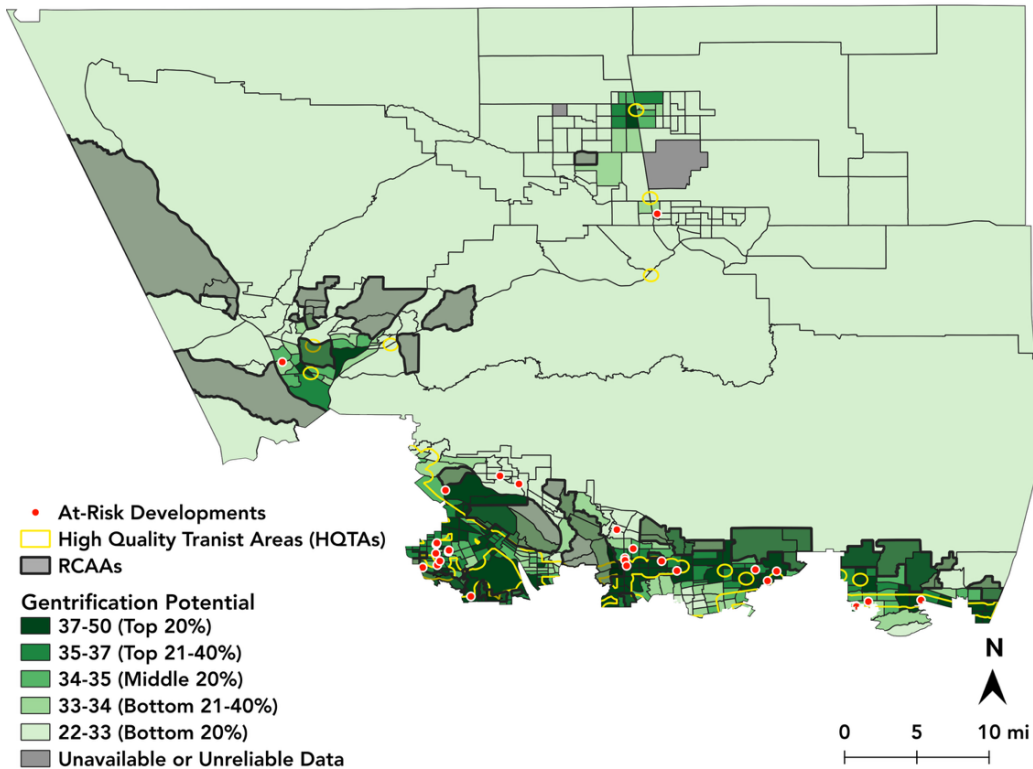 At-Risk Developments
High Quality Tranist Areas (HQTAs)
RCAAs
Gentrification Potential
37-50 (Top 20%)
35-37 (Top 21-40%)
34-35 (Middle 20%)
33-34 (Bottom 21-40%)
22-33 (Bottom 20%)
Unavailable or Unreliable Data
N
0 5 10 mi